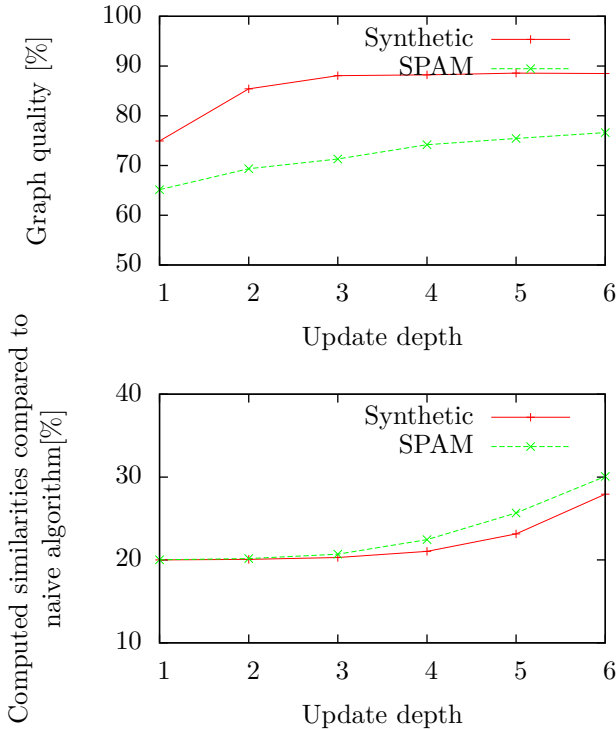 Graph quality [%]
100
90
80
70
60
50
Synthetic
SPAM
1 2 3 4 5 6
Update depth
Computed similarities compared to
naive algorithm[%]
40
30
20
10
Synthetic
SPAM
1 2 3 4 5 6
Update depth